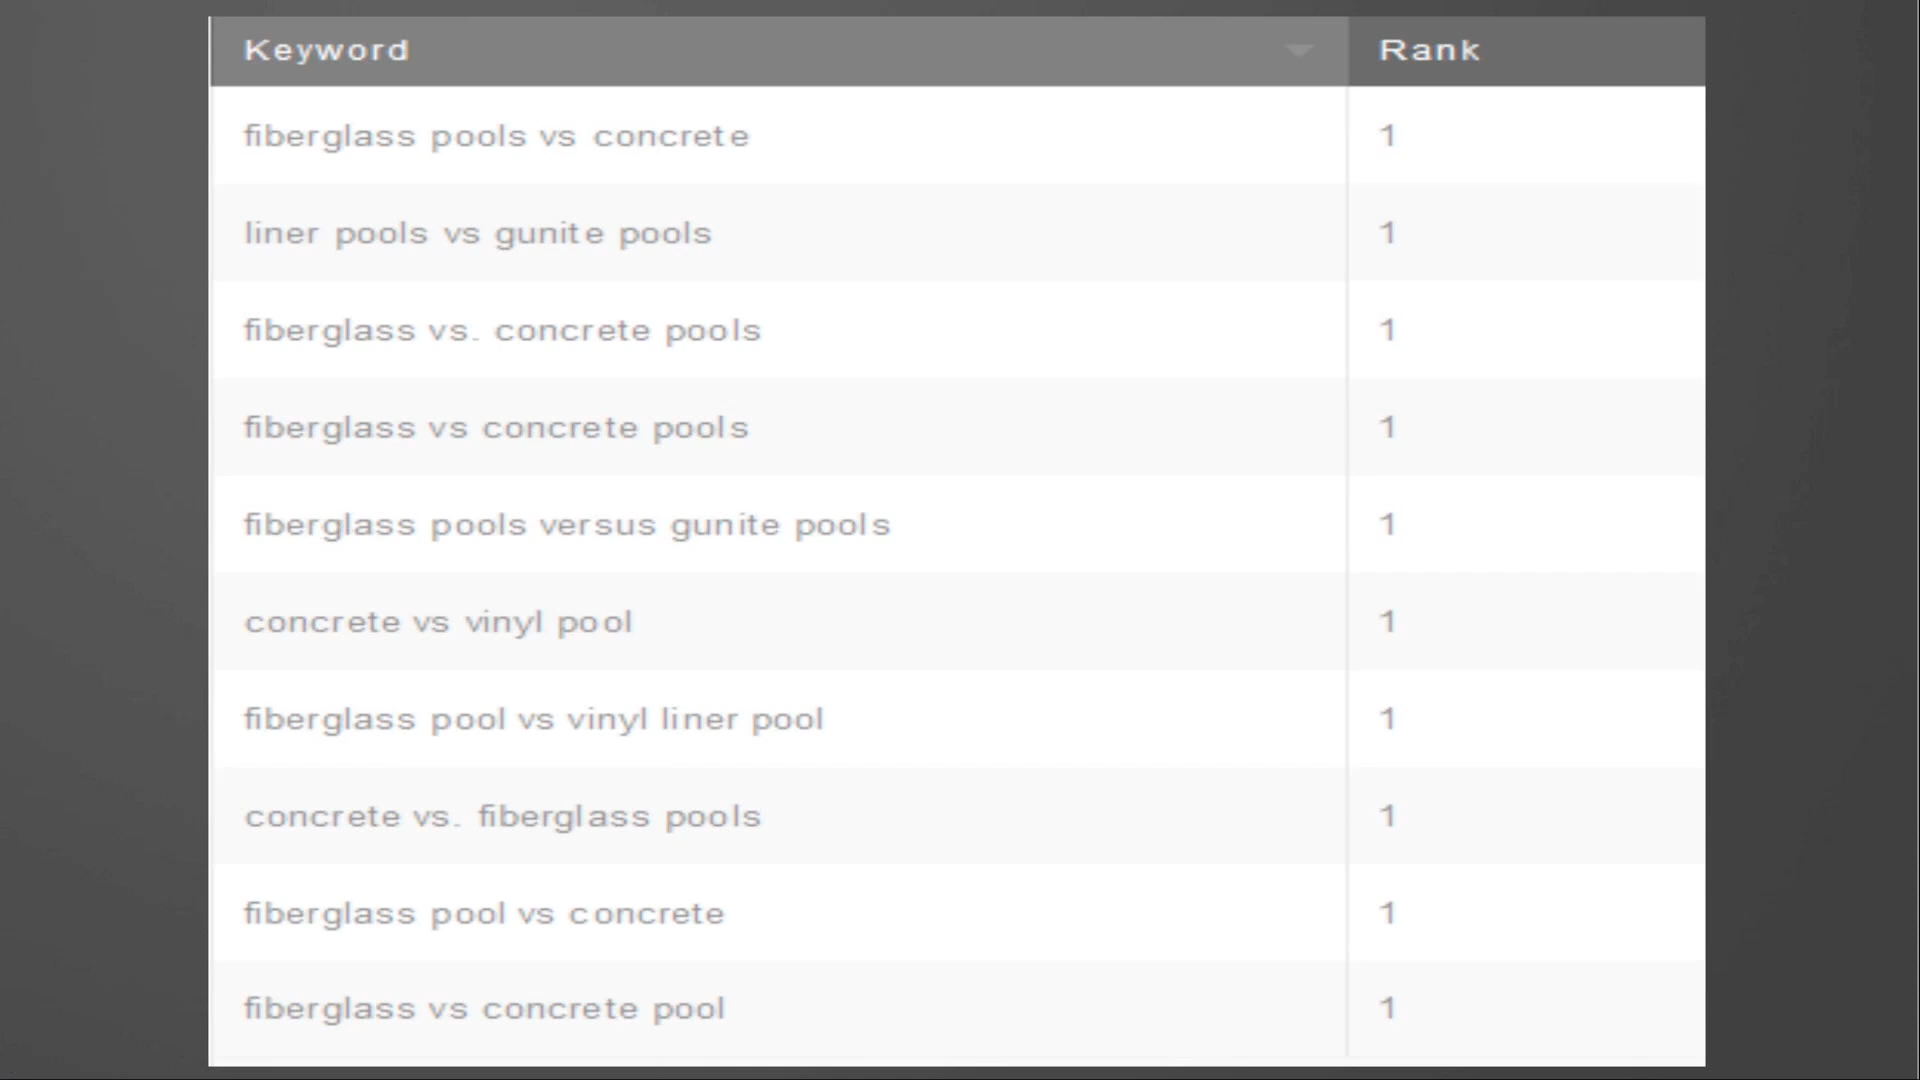 Keyword Rank
fiberglass pools vs concrete 1
liner pools vs gunite pools 1
fiberglass vs. concrete pools 1
fiberglass vs concrete pools 1
fiberglass pools versus gunite pools 1
concrete vs vinyl pool 1
fiberglass pool vs vinyl liner pool 1
concrete vs. fiberglass pools 1
fiberglass pool vs concrete 1
fiberglass vs concrete pool 1